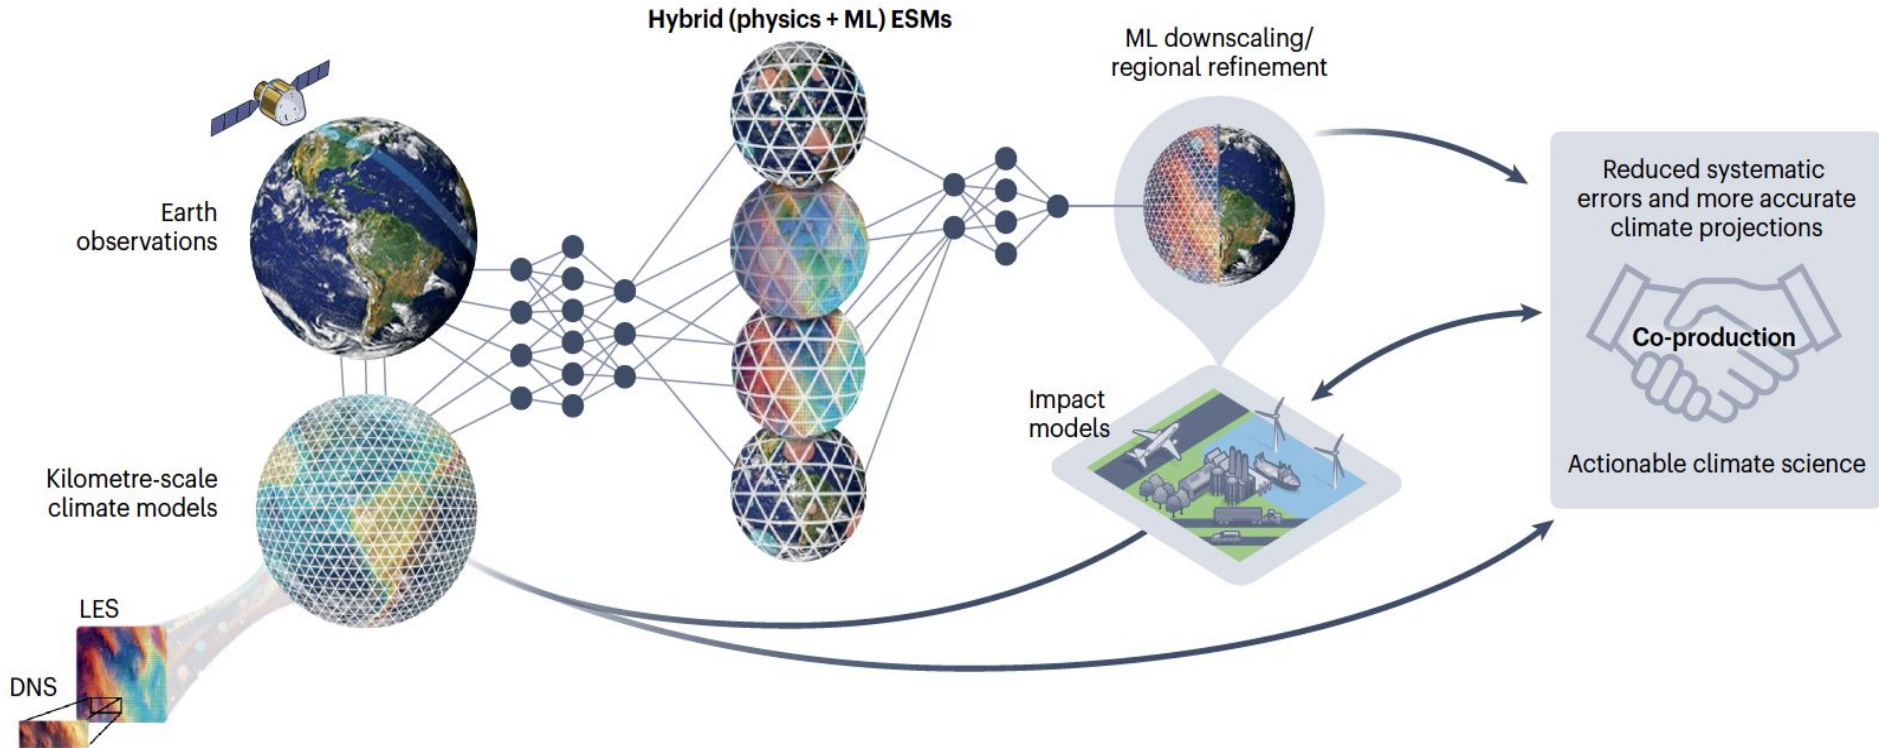 Hybrid (physics + ML) ESMs
ML downscaling/
regional refinement
Earth
observations
Reduced systematic
errors and more accurate
climate projections
Co-production
Actionable climate science
Impact
models
Kilometre-scale
climate models
LES
DNS